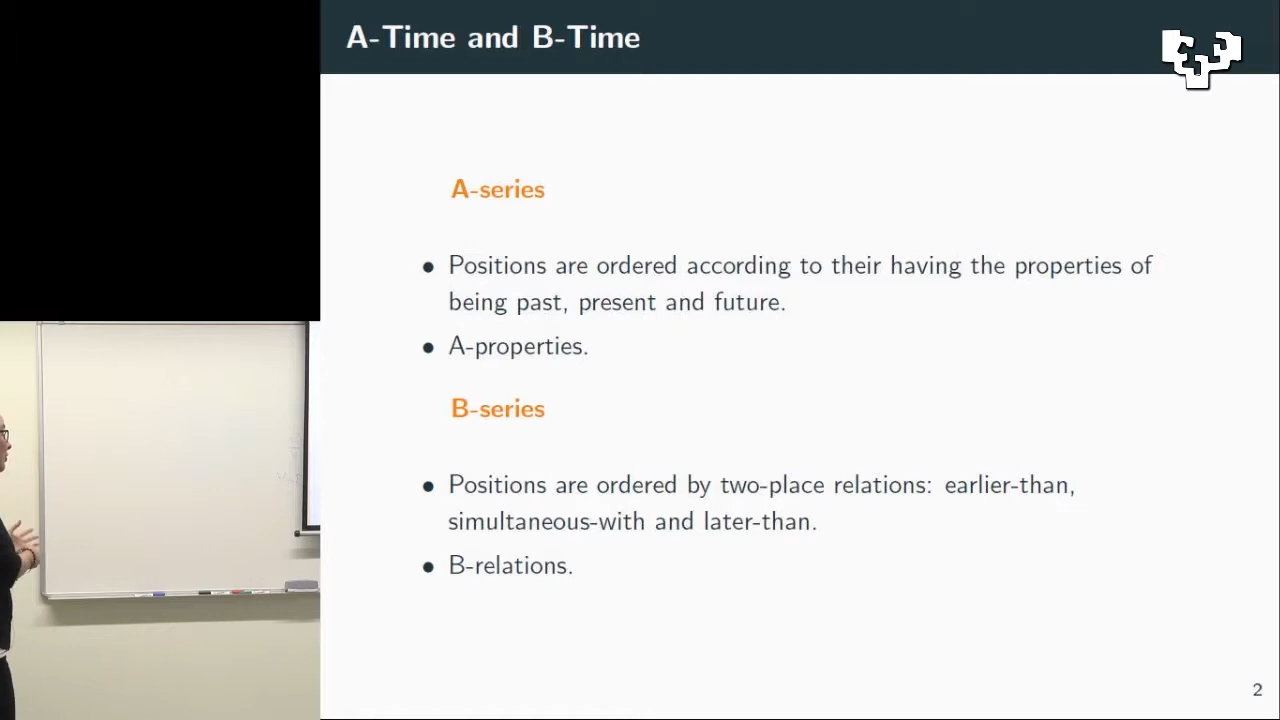 A-Time and B-Time
A-series
• Positions are ordered according to their having the properties of
being past, present and future.
• A-properties.
B-series
• Positions are ordered by two-place relations: earlier-than,
simultaneous-with and later-than.
• B-relations.
2